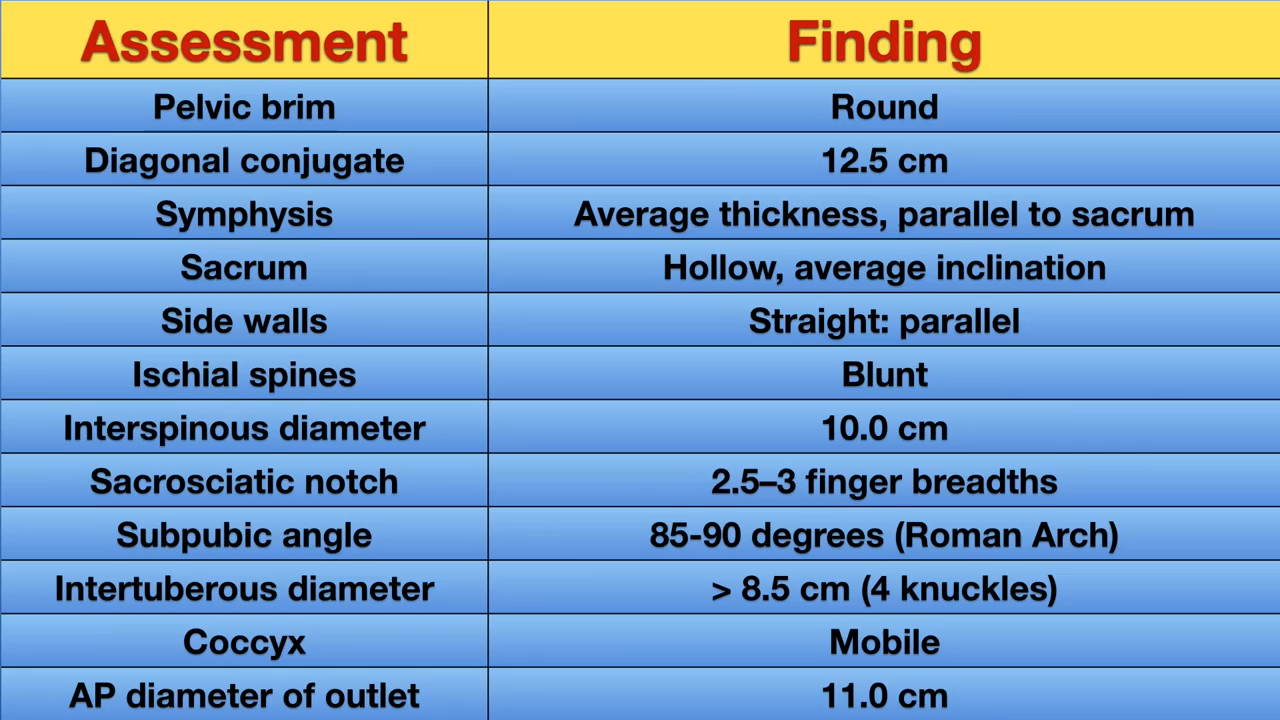 Assessment Finding
Pelvic brim Round
Diagonal conjugate 12.5 cm
Symphysis Average thickness, parallel to sacrum
Sacrum Hollow, average inclination
Side walls Straight: parallel
Ischial spines Blunt
Interspinous diameter 10.0 cm
Sacrosciatic notch 2.5–3 finger breadths
Subpubic angle 85-90 degrees (Roman Arch)
Intertuberous diameter > 8.5 cm (4 knuckles)
Coccyx Mobile
AP diameter of outlet 11.0 cm